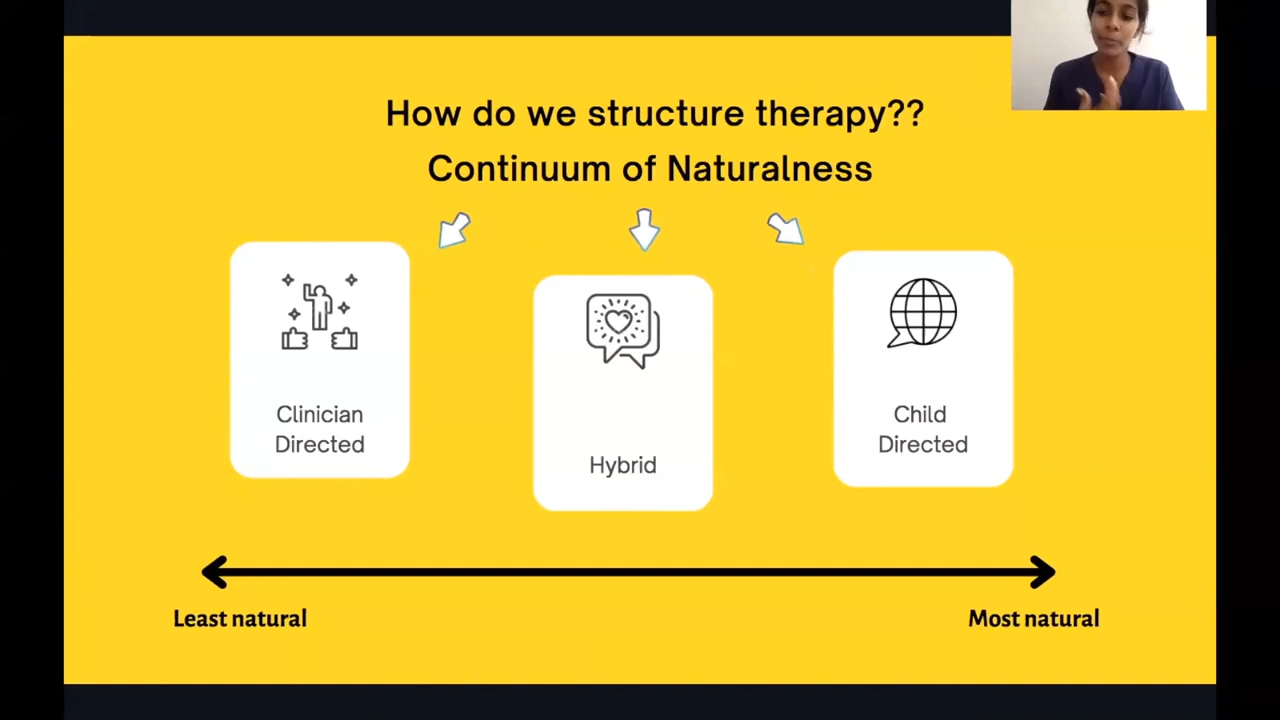 How do we structure therapy??
Continuum of Naturalness
Clinician
Directed
Hybrid
Child
Directed
Least natural
Most natural